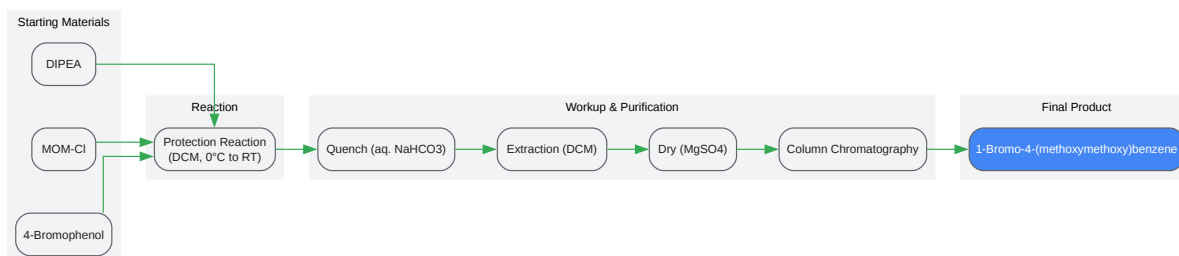 Starting Materials
DIPEA
MOM-Cl
4-Bromophenol
Reaction
Protection Reaction
(DCM, 0°C to RT)
Workup & Purification
Quench (aq. NaHCO3)
Extraction (DCM)
Dry (MgSO4)
Column Chromatography
Final Product
1-Bromo-4-(methoxymethoxy)benzene